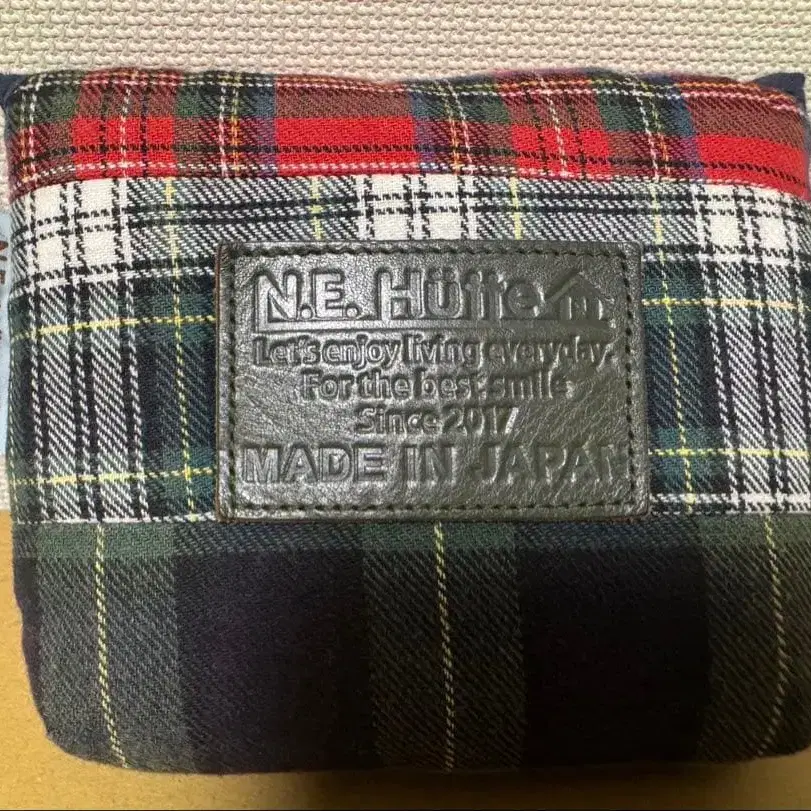 N.E. Hütte
Let's enjoy living everyday.
For the best smile
Since 2017
MADE IN JAPAN